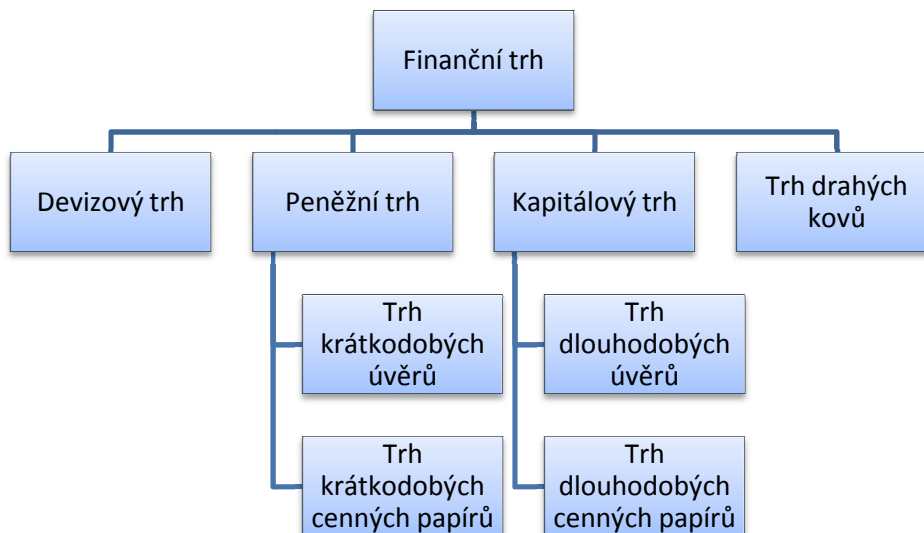 Finanční trh
Devizový trh
Peněžní trh
Kapitálový trh
Trh drahých
kovů
Trh
krátkodobých
úvěrů
Trh
dlouhodobých
úvěrů
Trh
krátkodobých
cenných papírů
Trh
dlouhodobých
cenných papírů